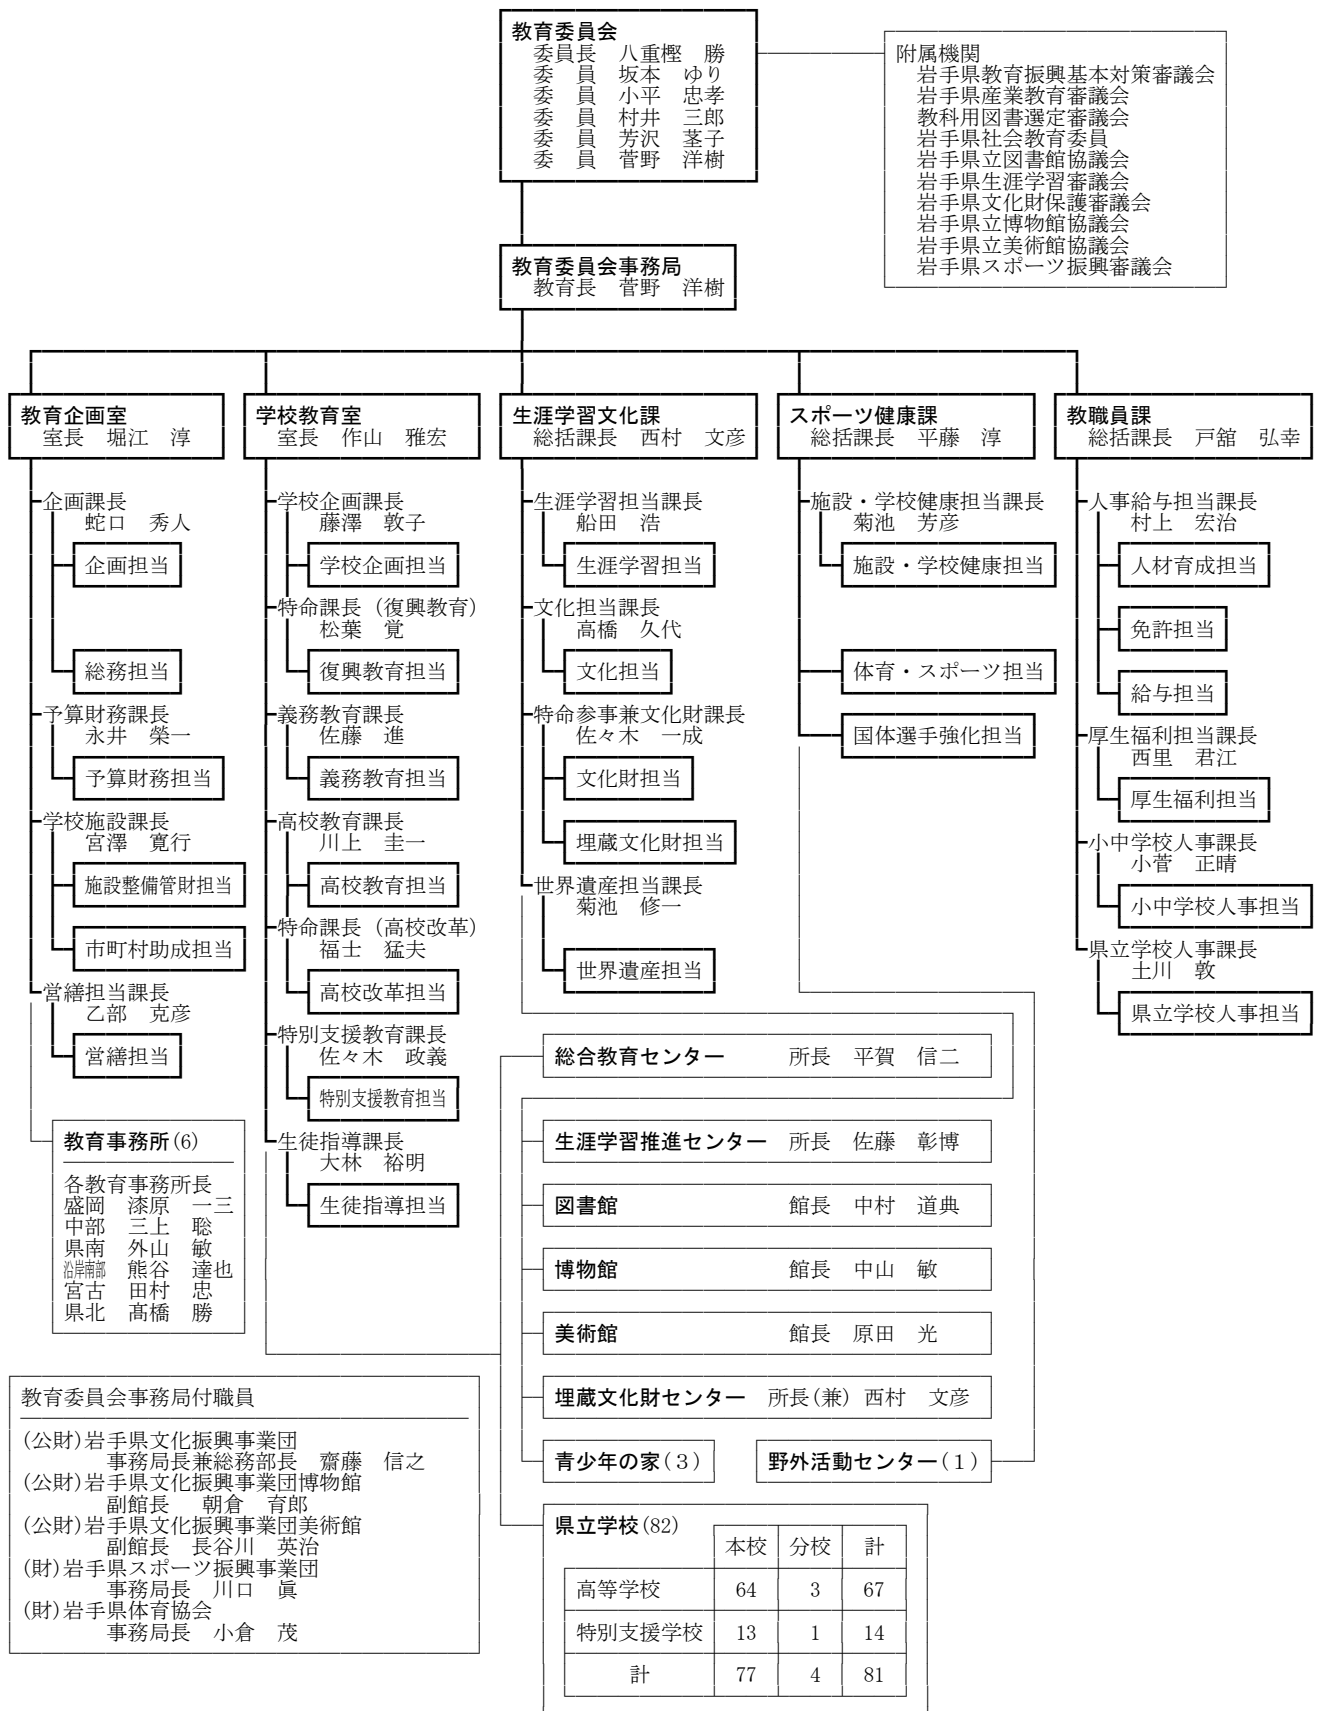 教育委員会
委員長　八重樫　勝
委　員　坂本　ゆり
委　員　小平　忠孝
委　員　村井　三郎
委　員　芳沢　茎子
委　員　菅野　洋樹
附属機関
岩手県教育振興基本対策審議会
岩手県産業教育審議会
教科用図書選定審議会
岩手県社会教育委員
岩手県立図書館協議会
岩手県生涯学習審議会
岩手県文化財保護審議会
岩手県立博物館協議会
岩手県立美術館協議会
岩手県スポーツ振興審議会
教育委員会事務局
教育長　菅野　洋樹
教育企画室
室長　堀江　淳
企画課長
蛇口　秀人
企画担当
総務担当
予算財務課長
永井　榮一
予算財務担当
学校施設課長
宮澤　寛行
施設整備管財担当
市町村助成担当
営繕担当課長
乙部　克彦
営繕担当
教育事務所(6)
各教育事務所長
盛岡　漆原　一三
中部　三上　聡
県南　外山　敏
沿岸南部　熊谷　達也
宮古　田村　忠
県北　髙橋　勝
学校教育室
室長　作山　雅宏
学校企画課長
藤澤　敦子
学校企画担当
特命課長（復興教育）
松葉　覚
復興教育担当
義務教育課長
佐藤　進
義務教育担当
高校教育課長
川上　圭一
高校教育担当
特命課長（高校改革）
福士　猛夫
高校改革担当
特別支援教育課長
佐々木　政義
特別支援教育担当
生徒指導課長
大林　裕明
生徒指導担当
生涯学習文化課
総括課長　西村　文彦
生涯学習担当課長
船田　浩
生涯学習担当
文化担当課長
高橋　久代
文化担当
特命参事兼文化財課長
佐々木　一成
文化財担当
埋蔵文化財担当
世界遺産担当課長
菊池　修一
世界遺産担当
スポーツ健康課
総括課長　平藤　淳
施設・学校健康担当課長
菊池　芳彦
施設・学校健康担当
体育・スポーツ担当
国体選手強化担当
教職員課
総括課長　戸舘　弘幸
人事給与担当課長
村上　宏治
人材育成担当
免許担当
給与担当
厚生福利担当課長
西里　君江
厚生福利担当
小中学校人事課長
小菅　正晴
小中学校人事担当
県立学校人事課長
土川　敦
県立学校人事担当
総合教育センター　所長　平賀　信二
生涯学習推進センター　所長　佐藤　彰博
図書館　館長　中村　道典
博物館　館長　中山　敏
美術館　館長　原田　光
埋蔵文化財センター　所長(兼)　西村　文彦
青少年の家(３)　野外活動センター(１)
県立学校(82)
本校　分校　計
高等学校　64　3　67
特別支援学校　13　1　14
計　77　4　81
教育委員会事務局付職員
(公財)岩手県文化振興事業団
事務局長兼総務部長　齋藤　信之
(公財)岩手県文化振興事業団博物館
副館長　朝倉　育郎
(公財)岩手県文化振興事業団美術館
副館長　長谷川　英治
(財)岩手県スポーツ振興事業団
事務局長　川口　眞
(財)岩手県体育協会
事務局長　小倉　茂